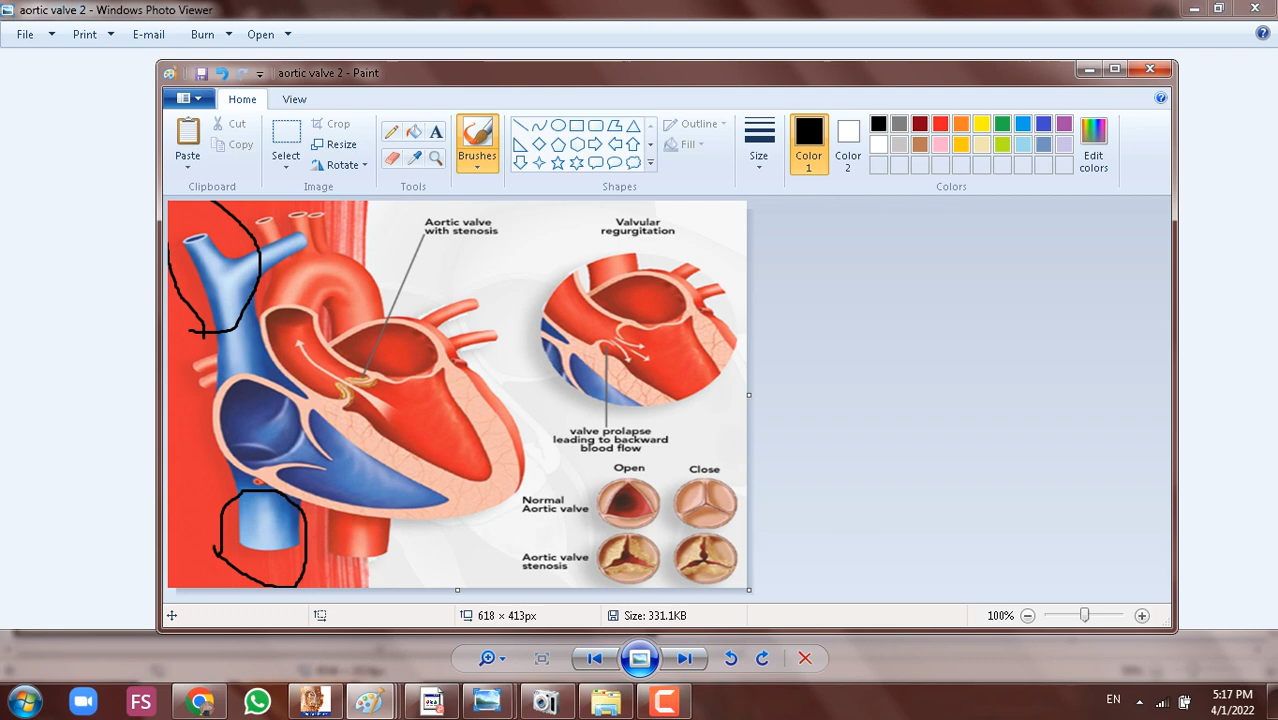 aortic valve 2 - Windows Photo Viewer
File Print E-mail Burn Open
aortic valve 2 - Paint
Home View
Paste
Cut
Copy
Clipboard
Select
Crop
Resize
Rotate
Image
A
Tools
Brushes
Shapes
Outline
Fill
Size
Color
1
Color
2
Edit
colors
Colors
Aortic valve
with stenosis
Valvular
regurgitation
valve prolapse
leading to backward
blood flow
Open Close
Normal
Aortic valve
Aortic valve
stenosis
618 × 413px
Size: 331.1KB
100%
FS
EN
5:17 PM
4/1/2022